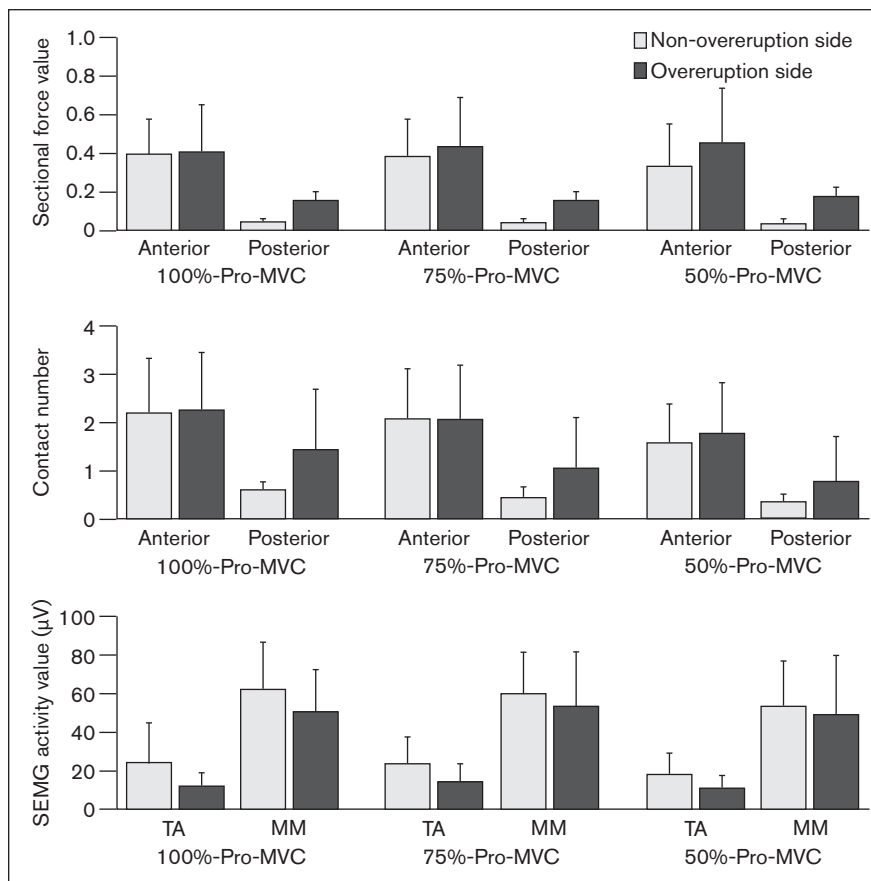 Non-overeruption side
Overeruption side
Sectional force value
1.0
0.8
0.6
0.4
0.2
0
Anterior Posterior Anterior Posterior Anterior Posterior
100%-Pro-MVC 75%-Pro-MVC 50%-Pro-MVC
Contact number
4
3
2
1
0
Anterior Posterior Anterior Posterior Anterior Posterior
100%-Pro-MVC 75%-Pro-MVC 50%-Pro-MVC
SEMG activity value (μV)
100
80
60
40
20
0
TA MM TA MM TA MM
100%-Pro-MVC 75%-Pro-MVC 50%-Pro-MVC